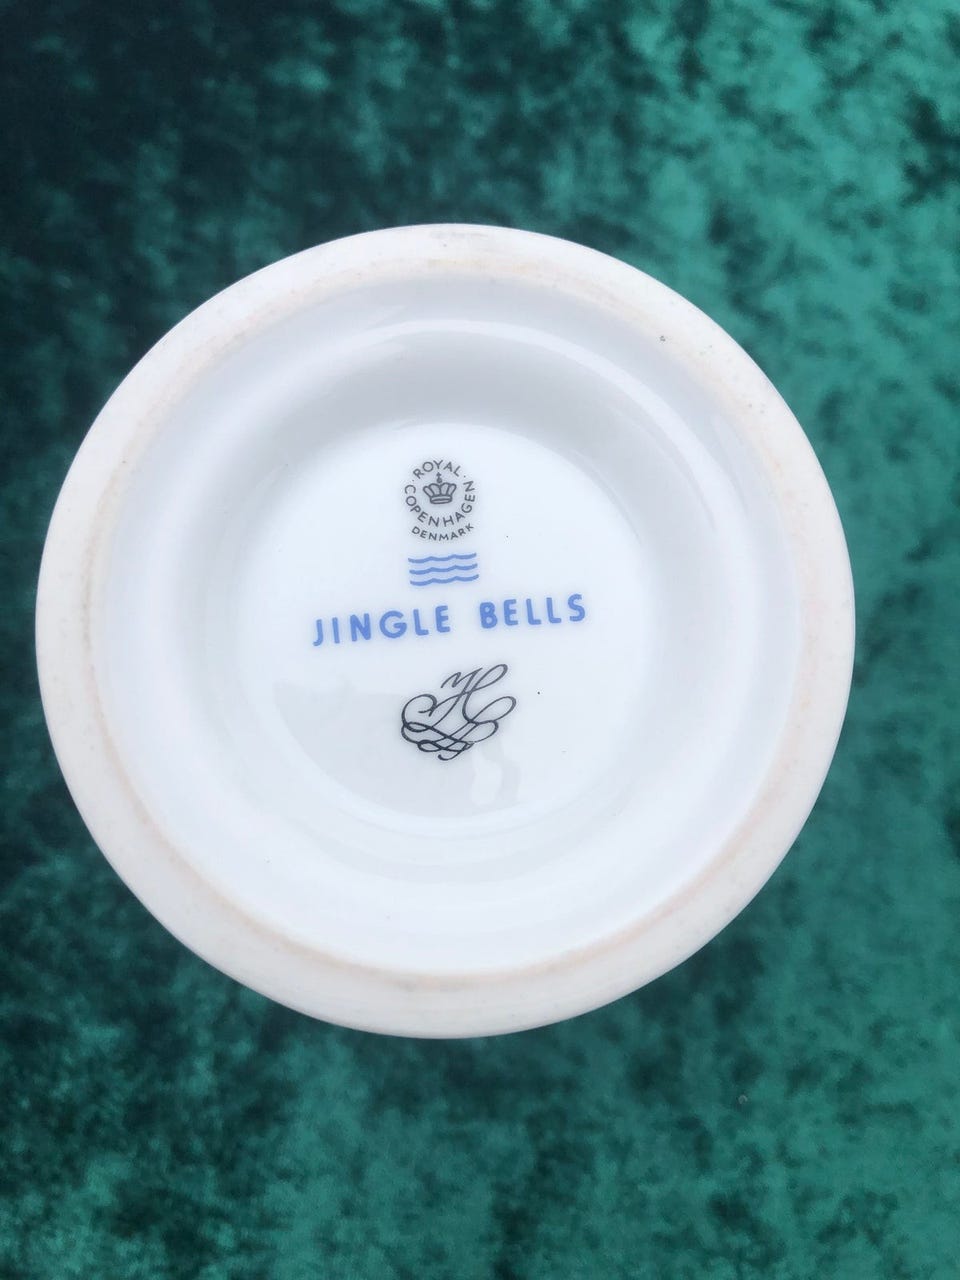 ROYAL
COPENHAGEN
DENMARK
JINGLE BELLS
H